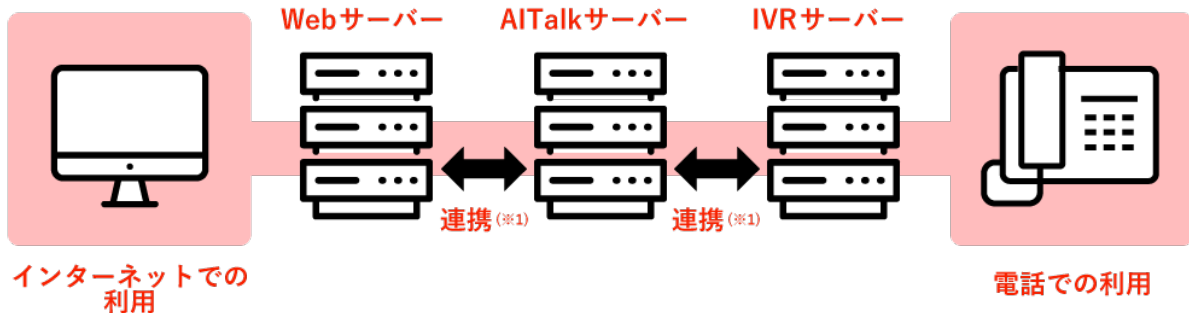 Webサーバー
AITalkサーバー
IVRサーバー
連携(※1)
連携(※1)
インターネットでの
利用
電話での利用